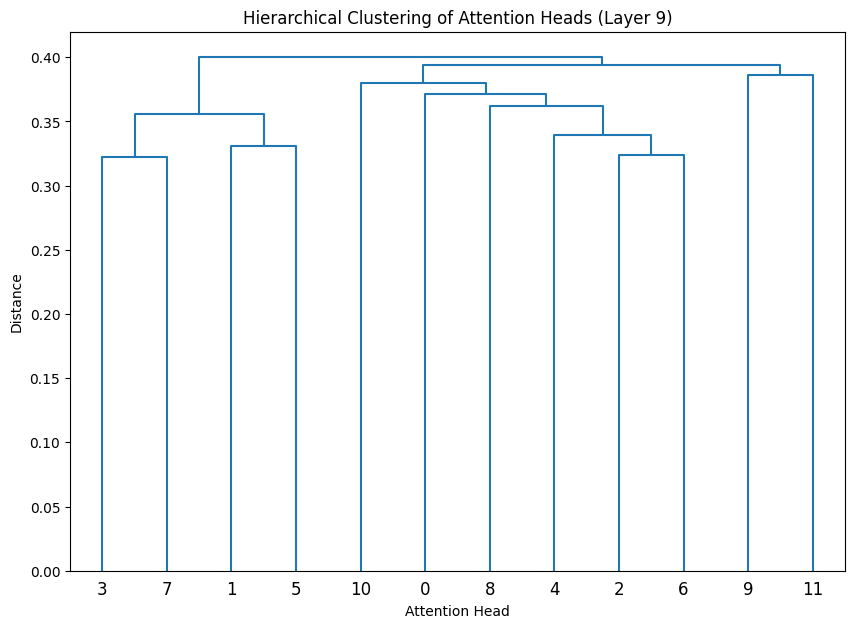 Hierarchical Clustering of Attention Heads (Layer 9)
0.40
0.35
0.30
0.25
0.20
0.15
0.10
0.05
0.00
Distance
3 7 1 5 10 0 8 4 2 6 9 11
Attention Head